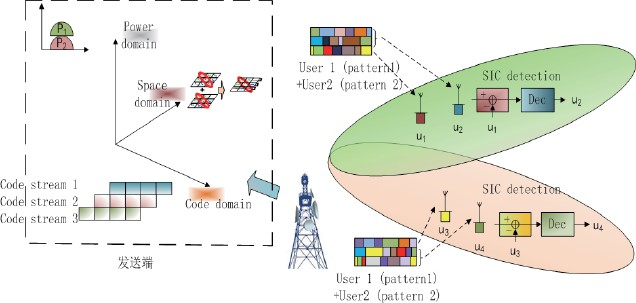 P1
P2
Power
domain
Space
domain
Code domain
Code stream 1
Code stream 2
Code stream 3
发送端
User 1 (pattern1)
+User2 (pattern 2)
SIC detection
u1
u2
Dec
u2
u1
SIC detection
u3
u4
Dec
u4
u3
User 1 (pattern1)
+User2 (pattern 2)